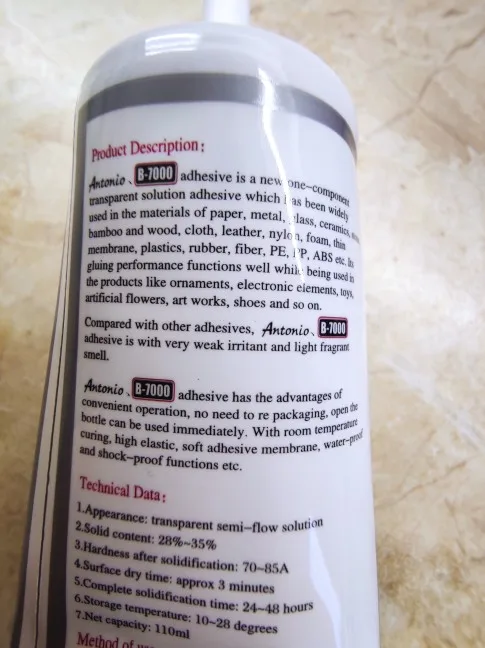 Product Description:
Antonio、B-7000 adhesive is a new one-component
transparent solution adhesive which has been widely
used in the materials of paper, metal, glass, ceramics,
bamboo and wood, cloth, leather, nylon, foam, thin
membrane, plastics, rubber, fiber, PE, PP, ABS etc. Its
gluing performance functions well while being used in
the products like ornaments, electronic elements, toys,
artificial flowers, art works, shoes and so on.
Compared with other adhesives, Antonio、B-7000
adhesive is with very weak irritant and light fragrant
smell.
Antonio、B-7000 adhesive has the advantages of
convenient operation, no need to re packaging, open the
bottle can be used immediately. With room temperature
curing, high elastic, soft adhesive membrane, water-proof
and shock-proof functions etc.
Technical Data:
1.Appearance: transparent semi-flow solution
2.Solid content: 28%~35%
3.Hardness after solidification: 70-85A
4.Surface dry time: approx 3 minutes
5.Complete solidification time: 24-48 hours
6.Storage temperature: 10~28 degrees
7.Net capacity: 110ml
Method of